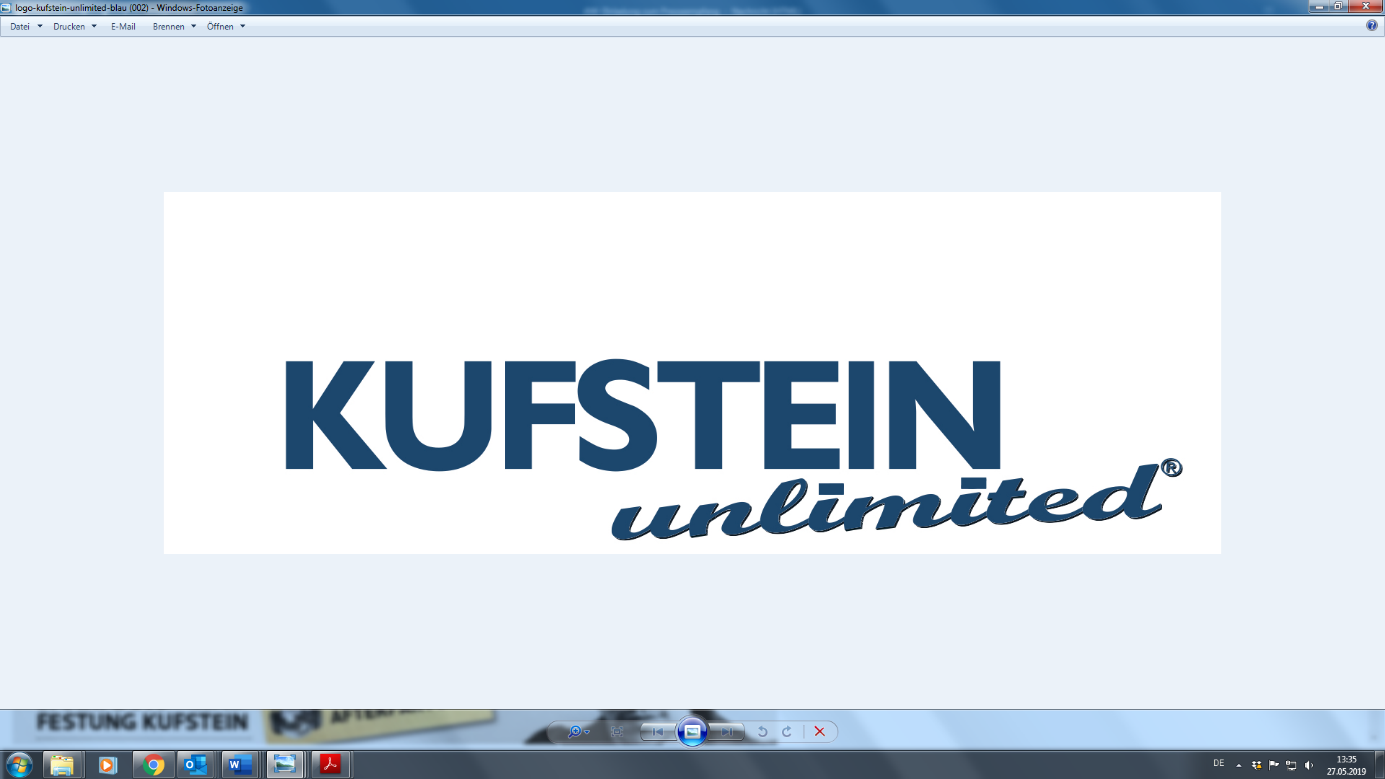 logo-kufstein-unlimited-blau (002) - Windows-Fotoanzeige
Datei Drucken E-Mail Brennen Öffnen
KUFSTEIN
unlimited®
FESTUNG KUFSTEIN
DE
13:35
27.05.2019